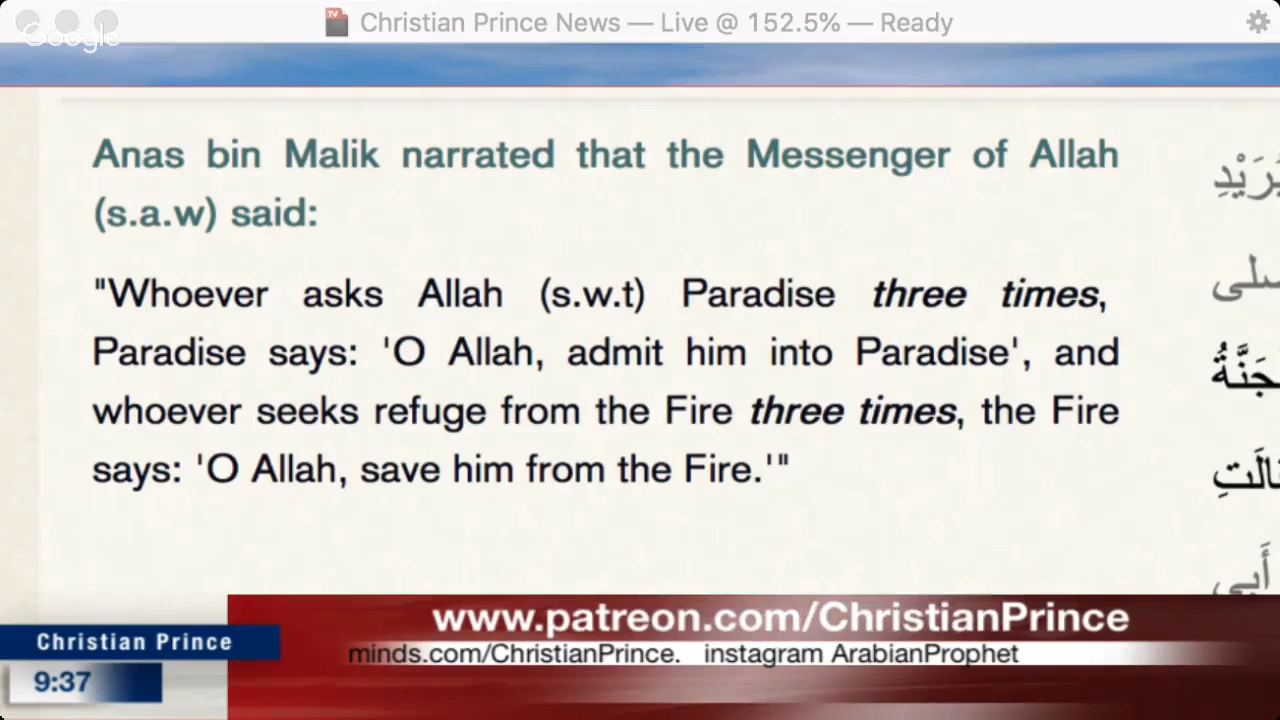 Christian Prince News — Live @ 152.5% — Ready
Google
Anas bin Malik narrated that the Messenger of Allah
(s.a.w) said:
"Whoever asks Allah (s.w.t) Paradise three times,
Paradise says: 'O Allah, admit him into Paradise', and
whoever seeks refuge from the Fire three times, the Fire
says: 'O Allah, save him from the Fire.'"
www.patreon.com/ChristianPrince
Christian Prince
minds.com/ChristianPrince. instagram ArabianProphet
9:37